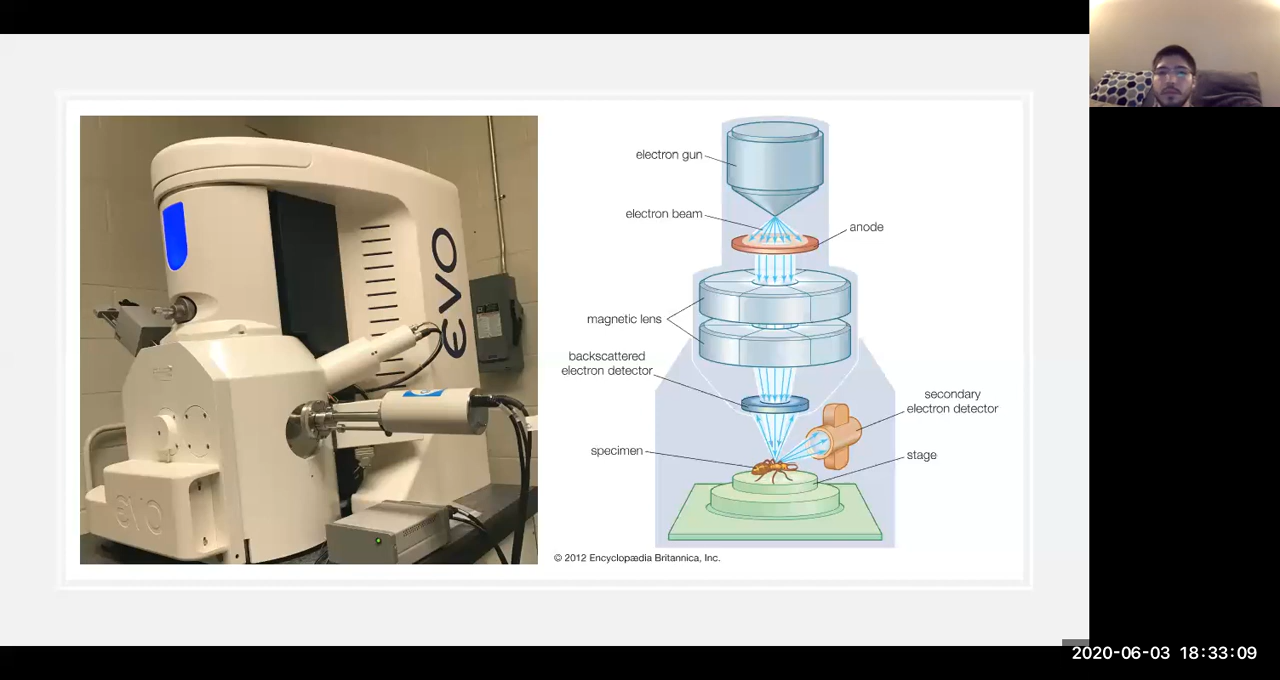 EVO
evo
electron gun
electron beam
anode
magnetic lens
backscattered
electron detector
secondary
electron detector
specimen
stage
© 2012 Encyclopædia Britannica, Inc.
2020-06-03 18:33:09